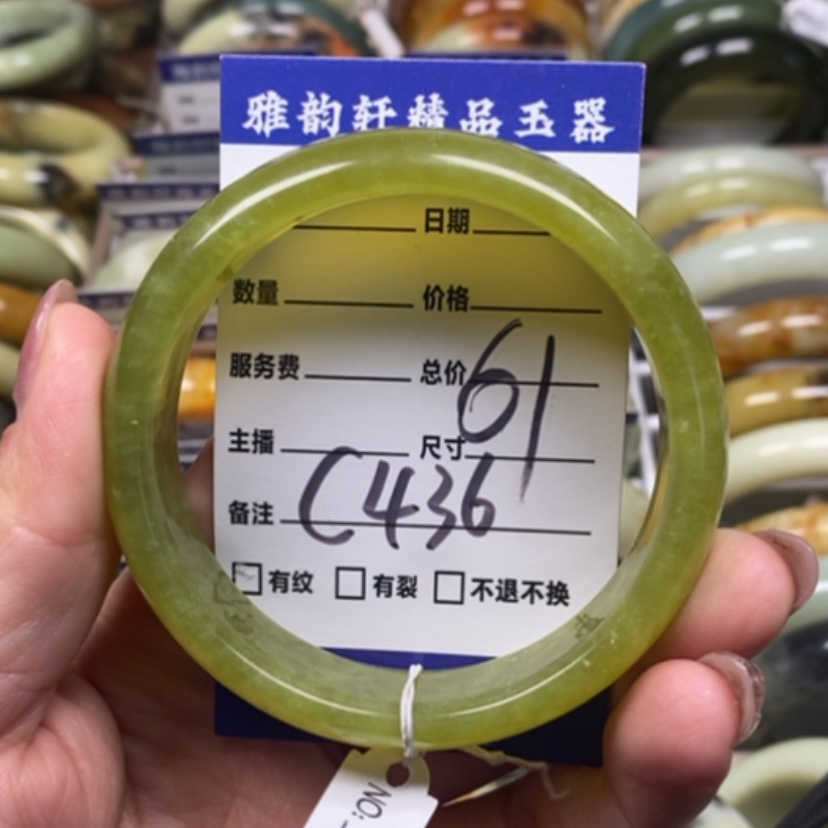 雅韵轩精品玉器
日期
数量 价格
服务费 总价
61
主播 尺寸
C436
备注
有纹 有裂 不退不换
NO: